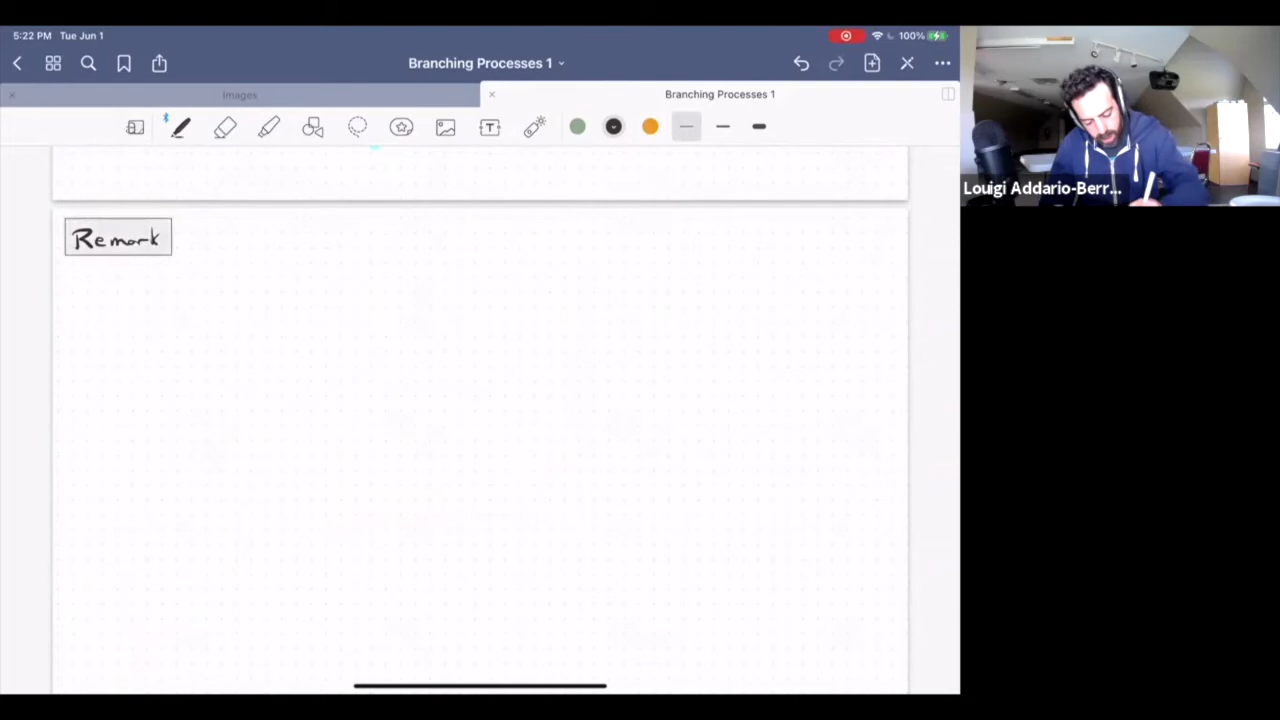 5:22 PM Tue Jun 1
100%
Branching Processes 1
Images
Branching Processes 1
T
Remark
Louigi Addario-Berr...